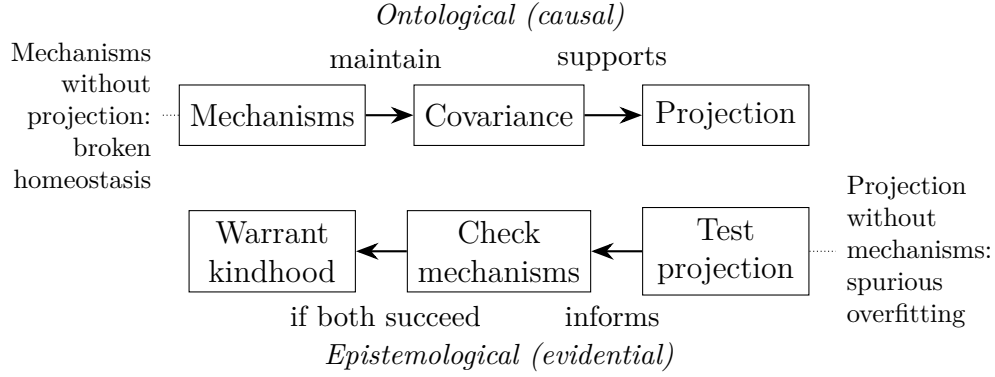 Ontological (causal)
maintain
supports
Mechanisms
without
projection:
broken
homeostasis
Mechanisms
Covariance
Projection
Warrant
kindhood
Check
mechanisms
Test
projection
Projection
without
mechanisms:
spurious
overfitting
if both succeed
informs
Epistemological (evidential)